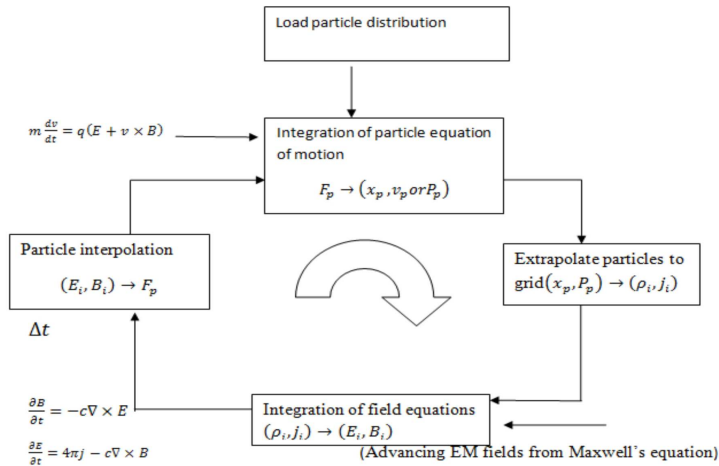 Load particle distribution
m dv/dt = q(E + v × B)
Integration of particle equation
of motion
F_p → (x_p, v_p or P_p)
Particle interpolation
(E_i, B_i) → F_p
Extrapolate particles to
grid(x_p, P_p) → (ρ_i, j_i)
Δt
∂B/∂t = −c∇ × E
Integration of field equations
(ρ_i, j_i) → (E_i, B_i)
∂E/∂t = 4πj − c∇ × B
(Advancing EM fields from Maxwell's equation)